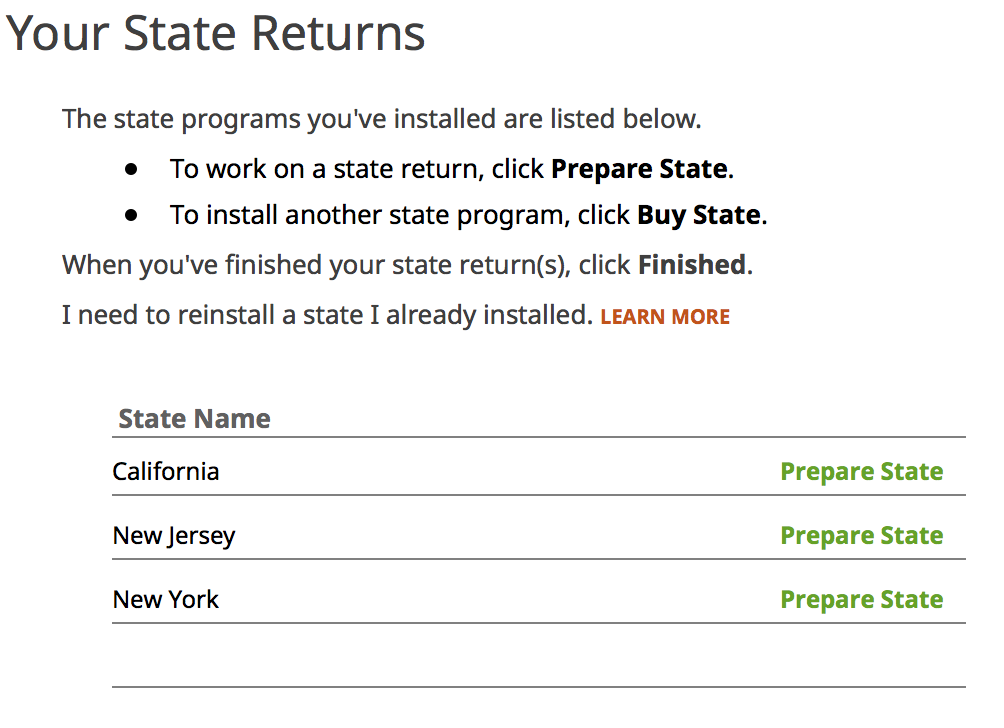 Your State Returns
The state programs you've installed are listed below.
● To work on a state return, click Prepare State.
● To install another state program, click Buy State.
When you've finished your state return(s), click Finished.
I need to reinstall a state I already installed. LEARN MORE
State Name
California Prepare State
New Jersey Prepare State
New York Prepare State